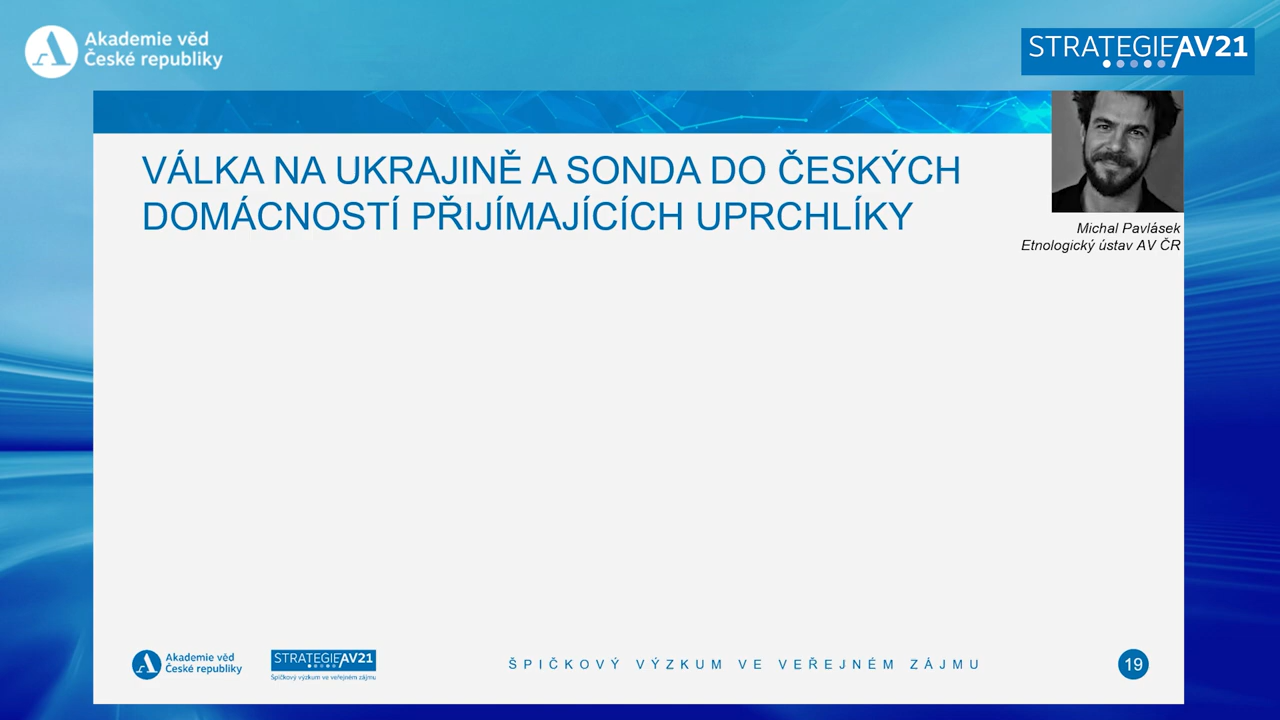 Akademie věd
České republiky
STRATEGIE AV21
VÁLKA NA UKRAJINĚ A SONDA DO ČESKÝCH
DOMÁCNOSTÍ PŘIJÍMAJÍCÍCH UPRCHLÍKY
Michal Pavlásek
Etnologický ústav AV ČR
Akademie věd
České republiky
STRATEGIE AV21
Špičkový výzkum ve veřejném zájmu
ŠPIČKOVÝ VÝZKUM VE VEŘEJNÉM ZÁJMU
19